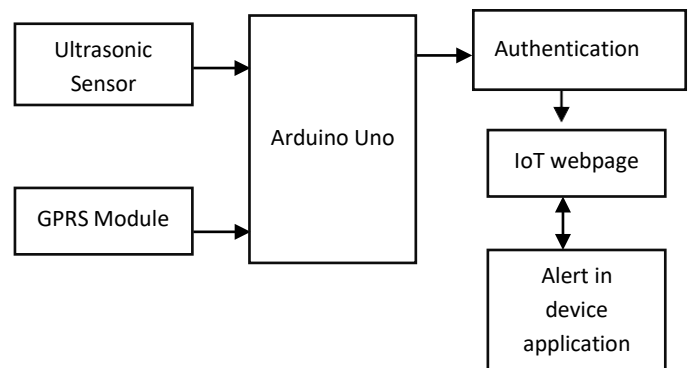 Ultrasonic
Sensor
GPRS Module
Arduino Uno
Authentication
IoT webpage
Alert in
device
application